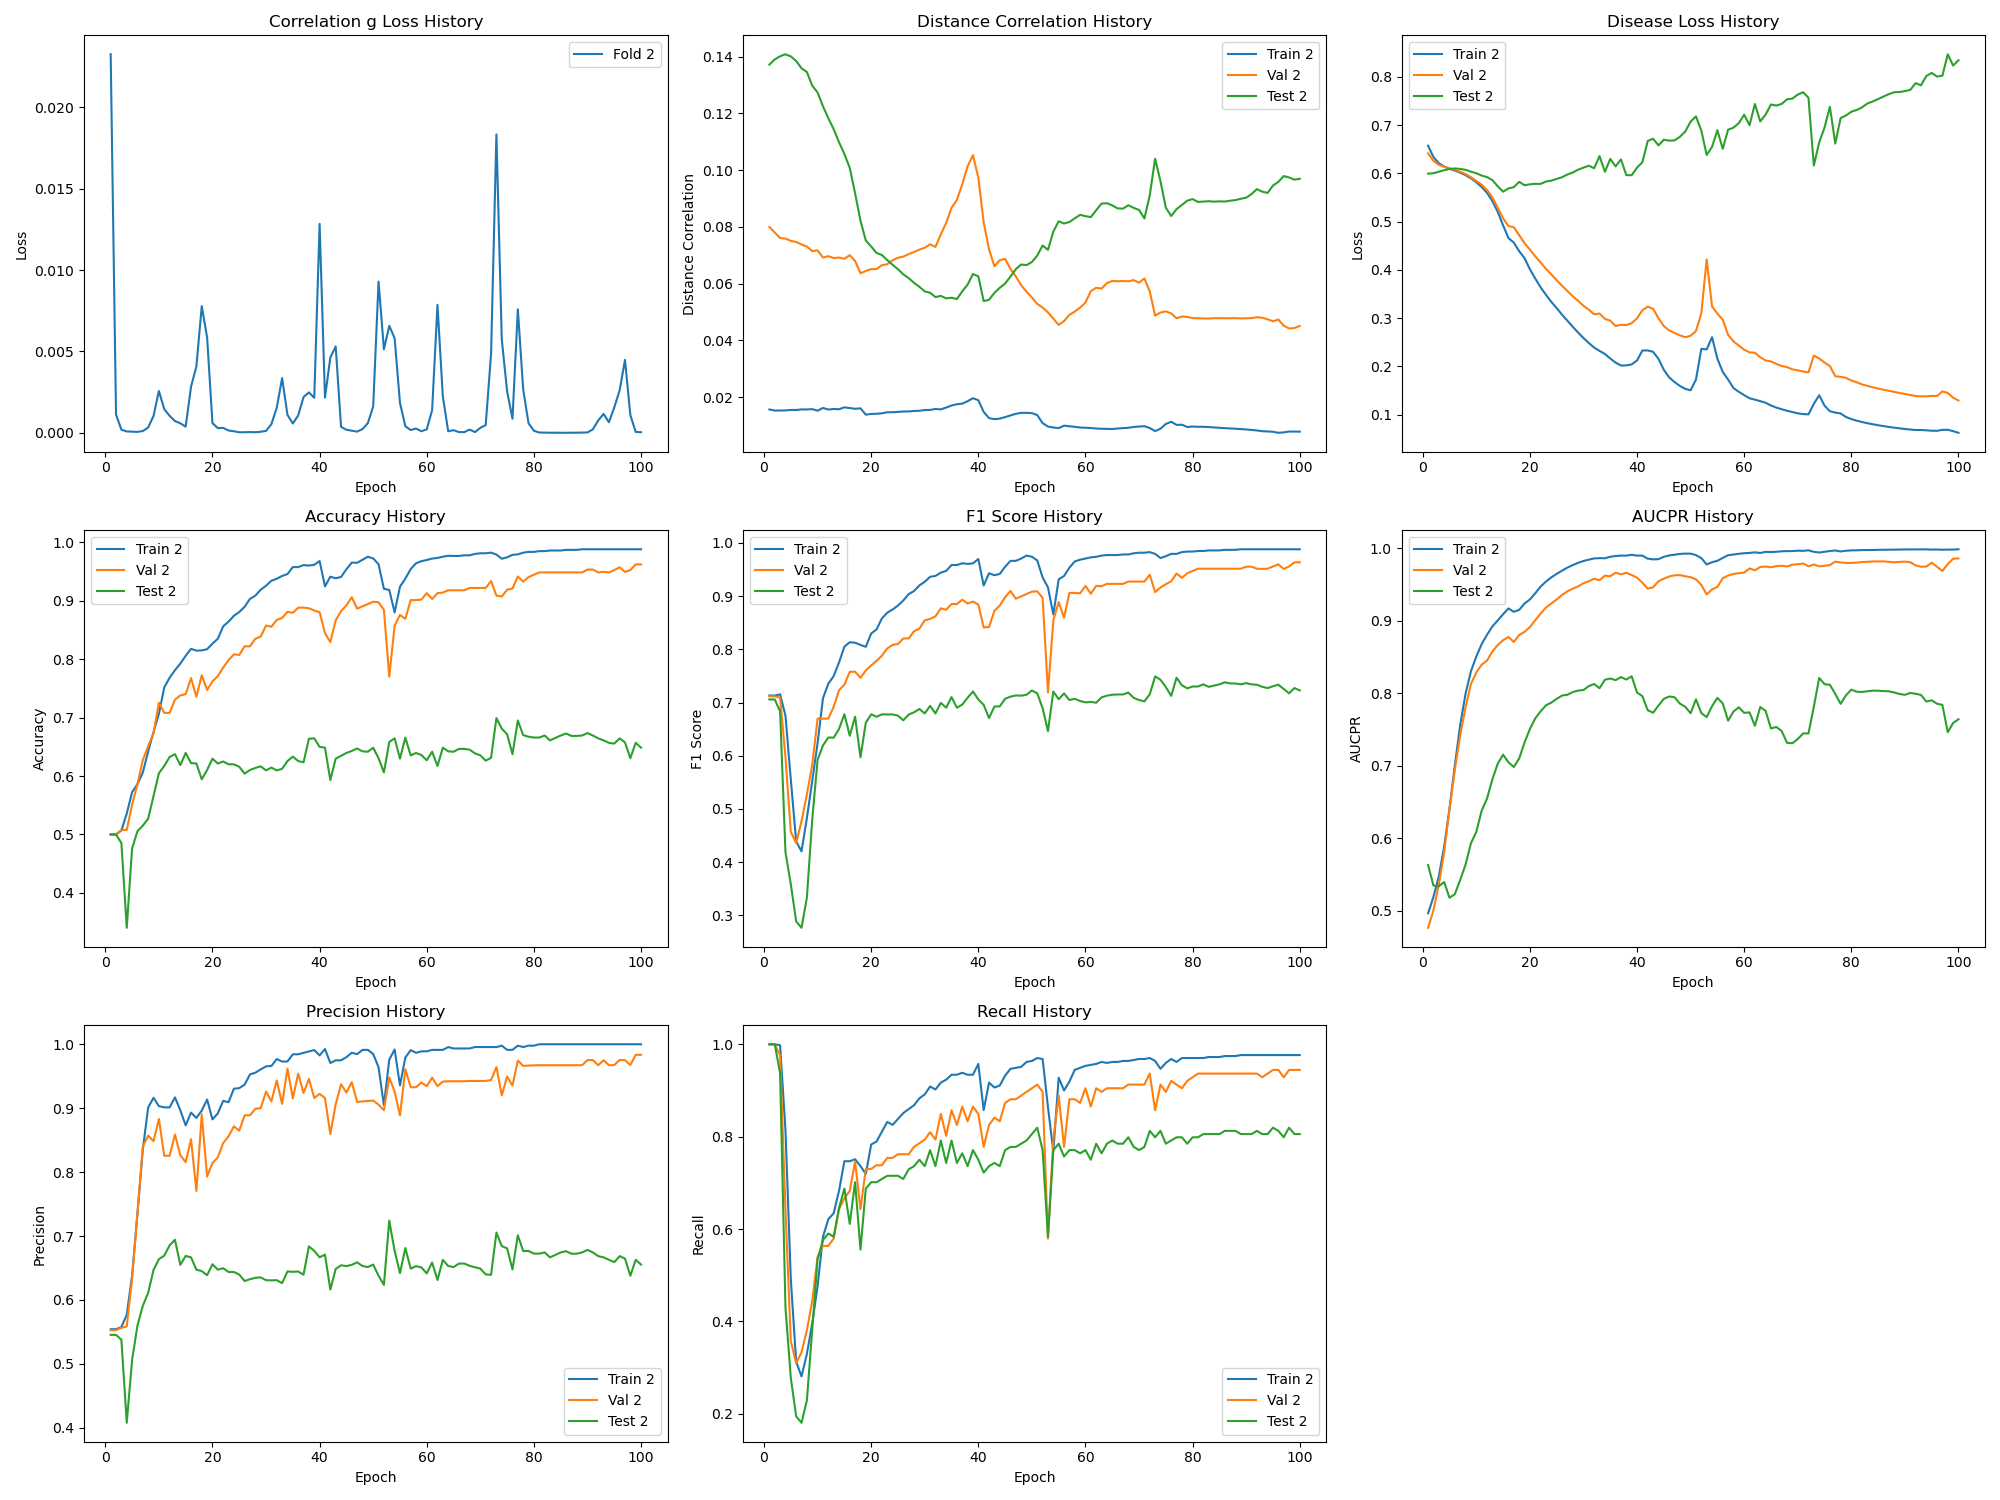 Correlation g Loss History
Fold 2
Loss
0.020
0.015
0.010
0.005
0.000
0 20 40 60 80 100
Epoch
Distance Correlation History
Train 2
Val 2
Test 2
Distance Correlation
0.14
0.12
0.10
0.08
0.06
0.04
0.02
0 20 40 60 80 100
Epoch
Disease Loss History
Train 2
Val 2
Test 2
Loss
0.8
0.7
0.6
0.5
0.4
0.3
0.2
0.1
0 20 40 60 80 100
Epoch
Accuracy History
Train 2
Val 2
Test 2
Accuracy
1.0
0.9
0.8
0.7
0.6
0.5
0.4
0 20 40 60 80 100
Epoch
F1 Score History
Train 2
Val 2
Test 2
F1 Score
1.0
0.9
0.8
0.7
0.6
0.5
0.4
0.3
0 20 40 60 80 100
Epoch
AUCPR History
Train 2
Val 2
Test 2
AUCPR
1.0
0.9
0.8
0.7
0.6
0.5
0 20 40 60 80 100
Epoch
Precision History
Precision
1.0
0.9
0.8
0.7
0.6
0.5
0.4
Train 2
Val 2
Test 2
0 20 40 60 80 100
Epoch
Recall History
Recall
1.0
0.8
0.6
0.4
0.2
Train 2
Val 2
Test 2
0 20 40 60 80 100
Epoch